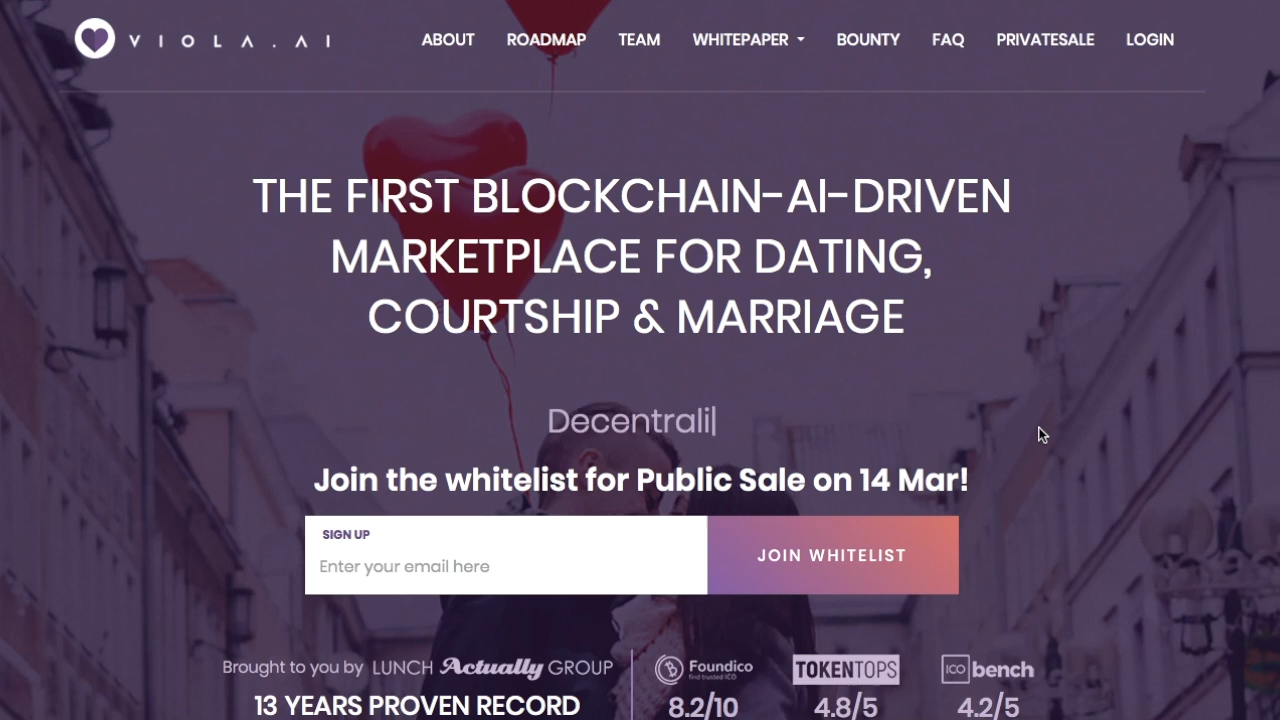 VIOLA.AI
ABOUT ROADMAP TEAM WHITEPAPER BOUNTY FAQ PRIVATESALE LOGIN
THE FIRST BLOCKCHAIN-AI-DRIVEN
MARKETPLACE FOR DATING,
COURTSHIP & MARRIAGE
Decentrali
Join the whitelist for Public Sale on 14 Mar!
SIGN UP
Enter your email here
JOIN WHITELIST
Brought to you by LUNCH Actually GROUP
13 YEARS PROVEN RECORD
Foundico
find trusted ICO
8.2/10
TOKENTOPS
4.8/5
ICO bench
4.2/5